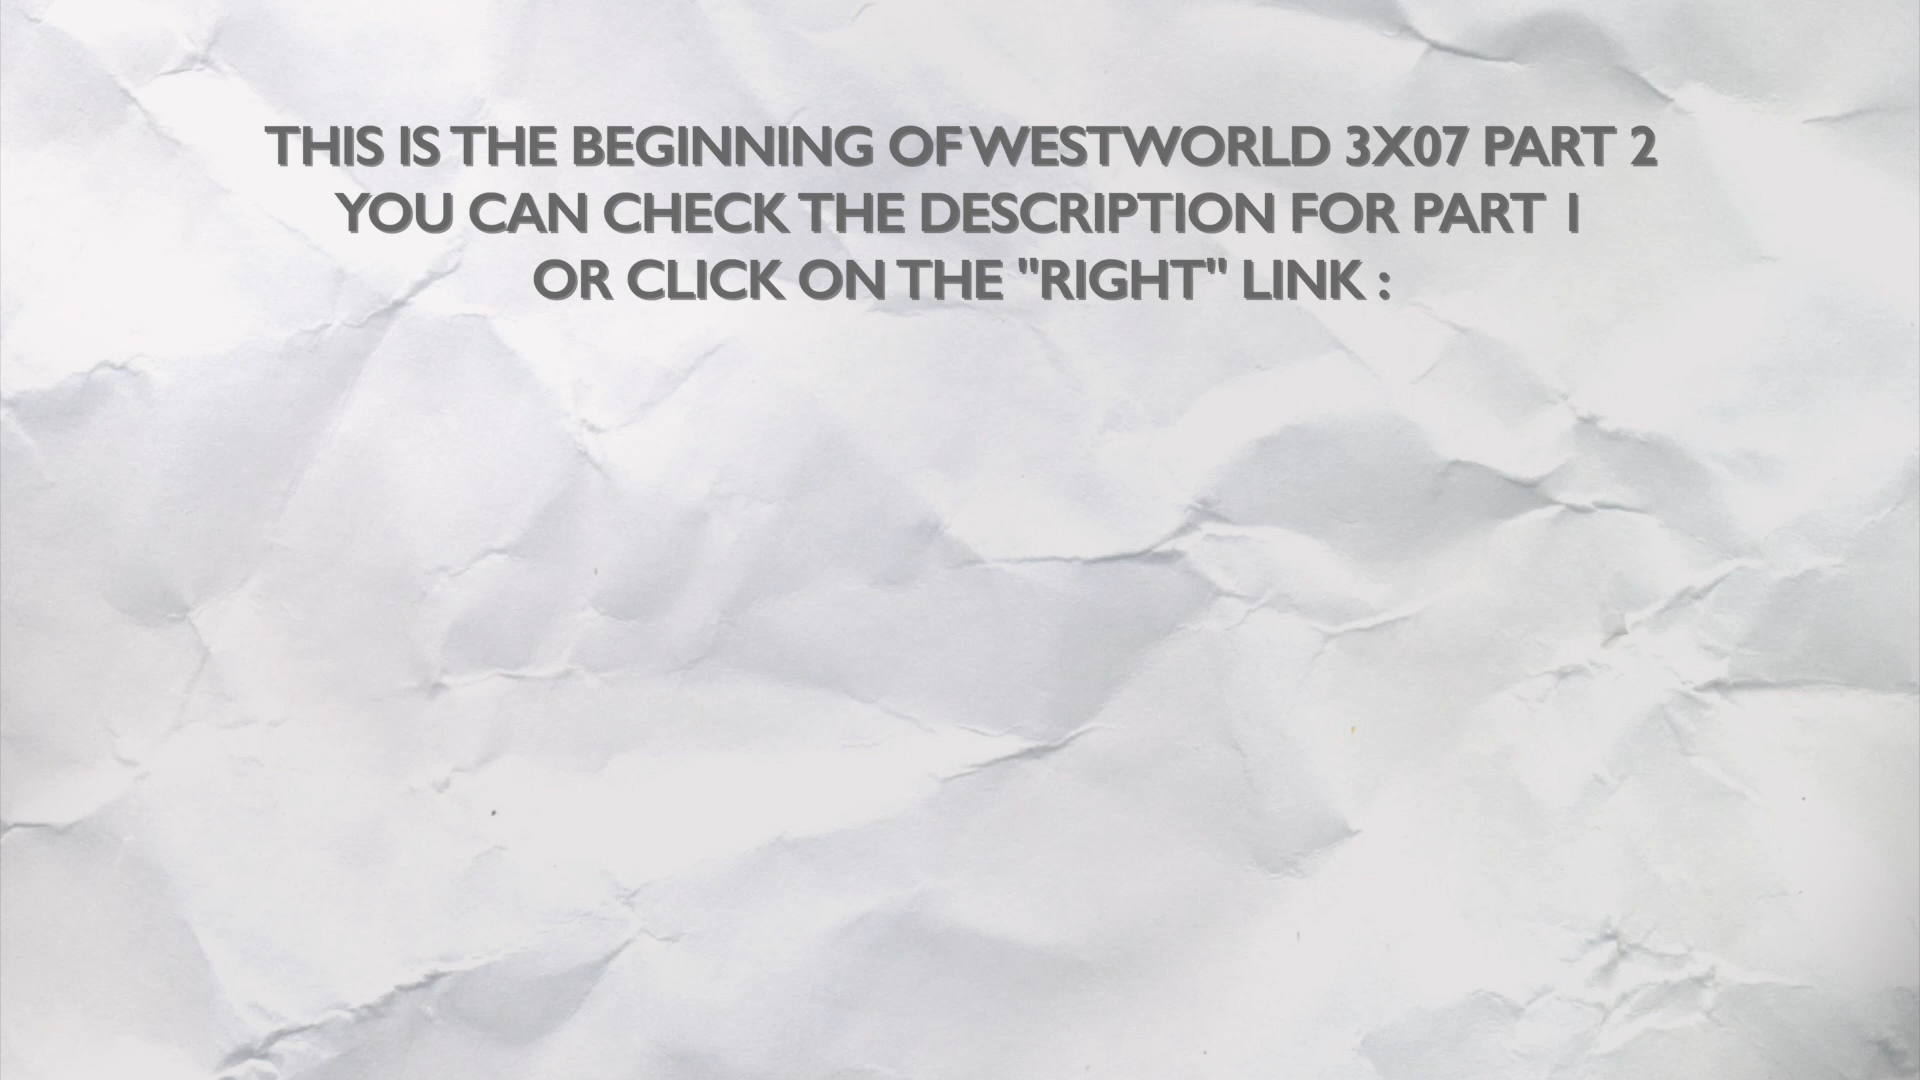 THIS IS THE BEGINNING OF WESTWORLD 3X07 PART 2
YOU CAN CHECK THE DESCRIPTION FOR PART 1
OR CLICK ON THE "RIGHT" LINK :